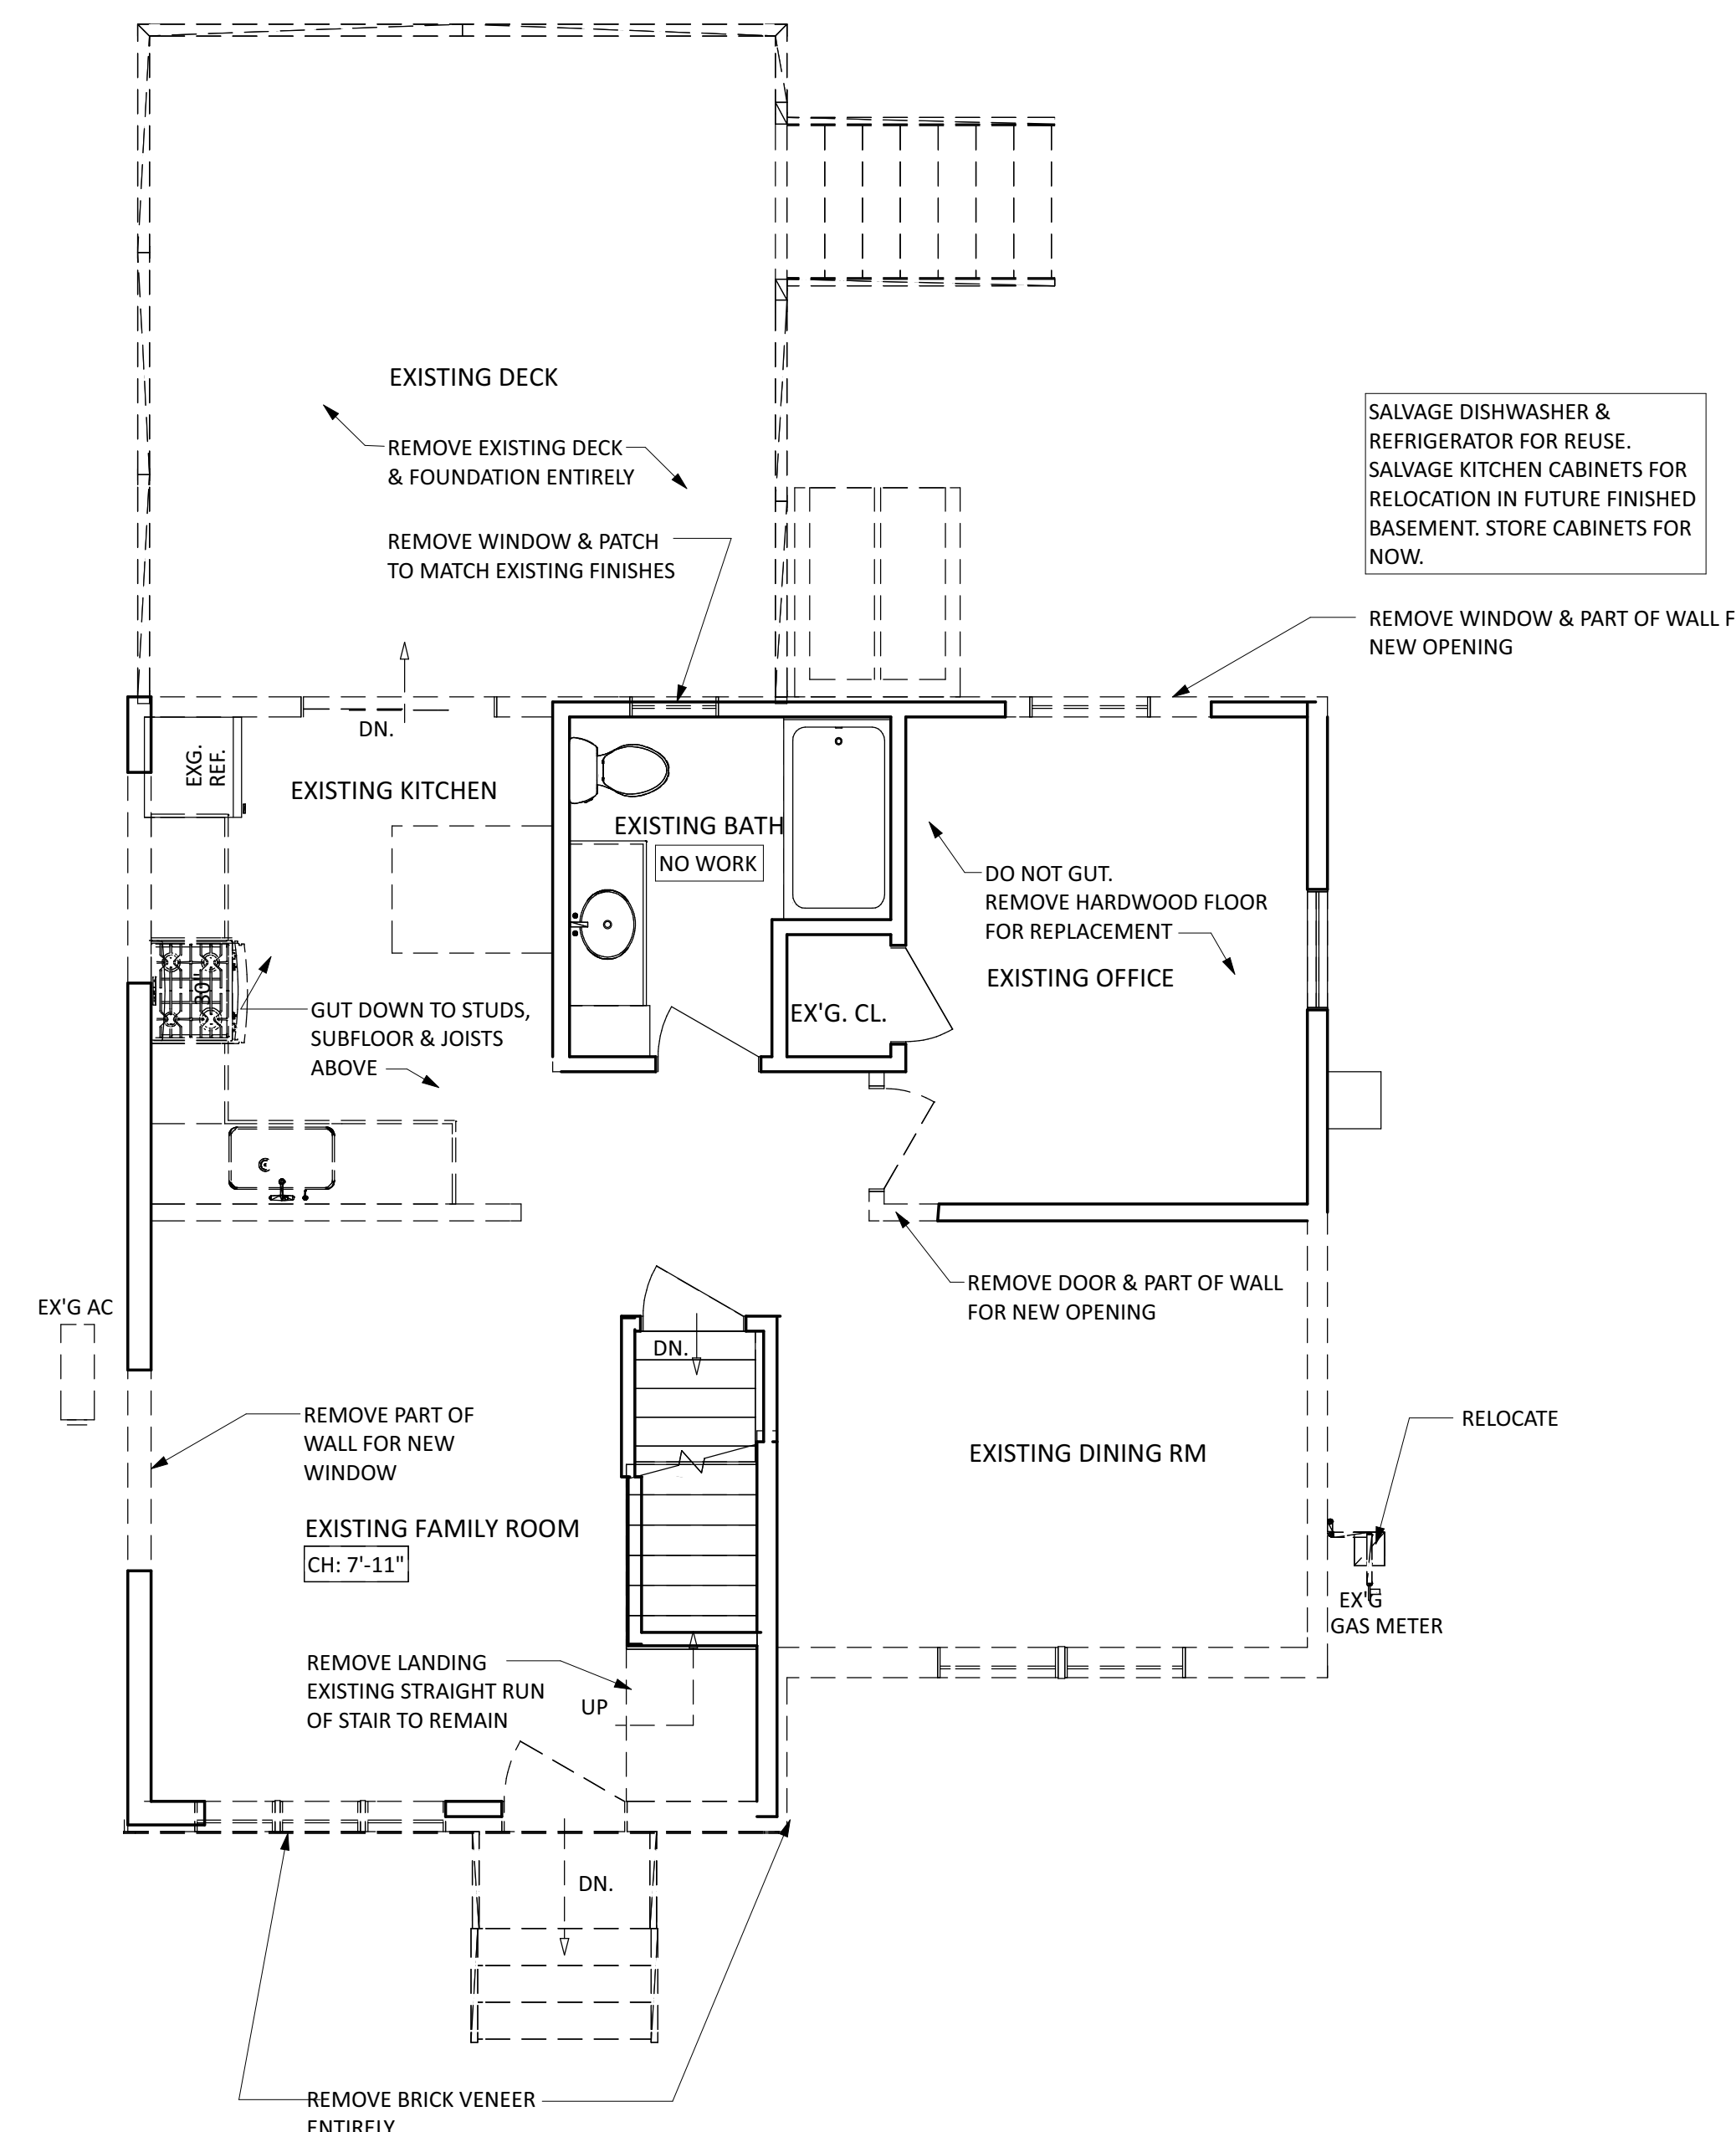 EXISTING DECK
REMOVE EXISTING DECK
& FOUNDATION ENTIRELY
REMOVE WINDOW & PATCH
TO MATCH EXISTING FINISHES
SALVAGE DISHWASHER &
REFRIGERATOR FOR REUSE.
SALVAGE KITCHEN CABINETS FOR
RELOCATION IN FUTURE FINISHED
BASEMENT. STORE CABINETS FOR
NOW.
REMOVE WINDOW & PART OF WALL F
NEW OPENING
DN.
EXG.
REF.
EXISTING KITCHEN
EXISTING BATH
NO WORK
DO NOT GUT.
REMOVE HARDWOOD FLOOR
FOR REPLACEMENT
EXISTING OFFICE
30"
GUT DOWN TO STUDS,
SUBFLOOR & JOISTS
ABOVE
EX'G. CL.
REMOVE DOOR & PART OF WALL
FOR NEW OPENING
EX'G AC
DN.
REMOVE PART OF
WALL FOR NEW
WINDOW
RELOCATE
EXISTING DINING RM
EXISTING FAMILY ROOM
CH: 7'-11"
EX'G
GAS METER
REMOVE LANDING
EXISTING STRAIGHT RUN
OF STAIR TO REMAIN
UP
DN.
REMOVE BRICK VENEER
ENTIRELY